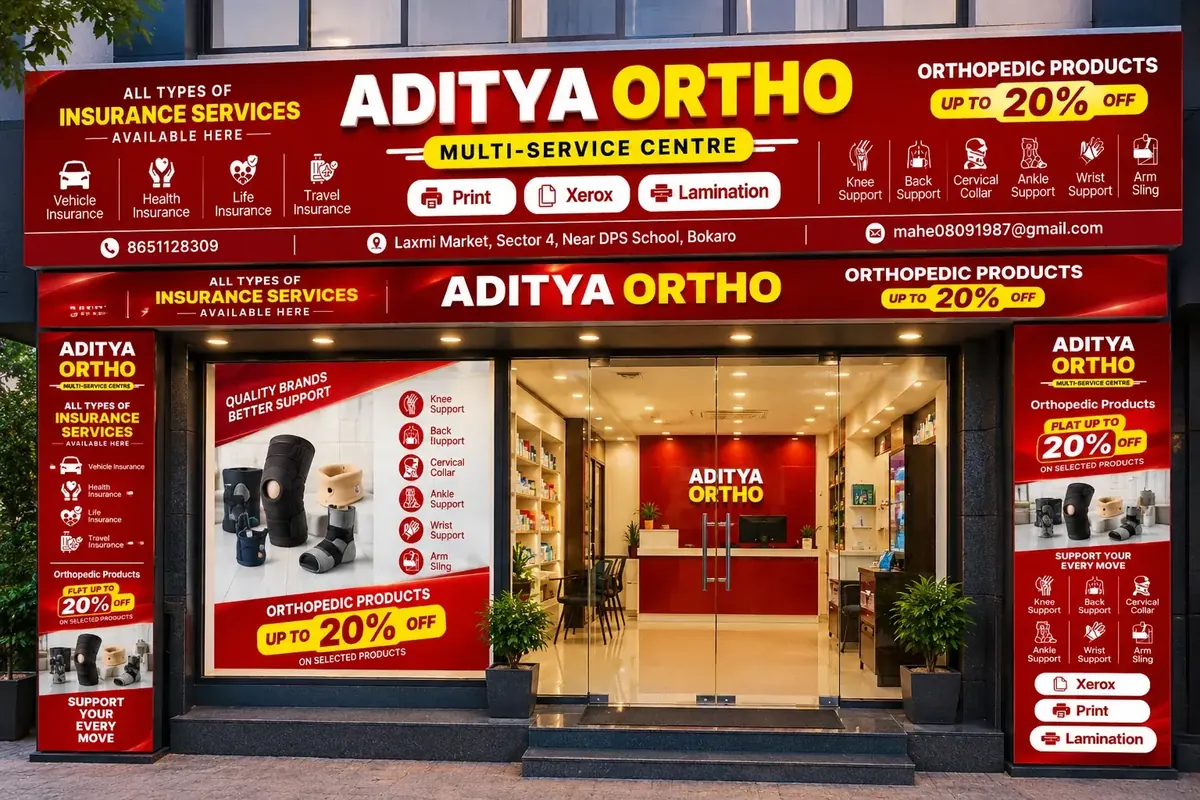 ALL TYPES OF
INSURANCE SERVICES
AVAILABLE HERE
Vehicle
Insurance
Health
Insurance
Life
Insurance
Travel
Insurance
ADITYA ORTHO
MULTI-SERVICE CENTRE
Print
Xerox
Lamination
ORTHOPEDIC PRODUCTS
UP TO 20% OFF
Knee
Support
Back
Support
Cervical
Collar
Ankle
Support
Wrist
Support
Arm
Sling
8651128309
Laxmi Market, Sector 4, Near DPS School, Bokaro
mahe08091987@gmail.com
ALL TYPES OF
INSURANCE SERVICES
AVAILABLE HERE
ADITYA ORTHO
ORTHOPEDIC PRODUCTS
UP TO 20% OFF
ADITYA
ORTHO
MULTI-SERVICE CENTRE
ALL TYPES OF
INSURANCE
SERVICES
AVAILABLE HERE
Vehicle Insurance
Health
Insurance
Life
Insurance
Travel
Insurance
Orthopedic Products
FLAT UP TO
20% OFF
ON SELECTED PRODUCTS
SUPPORT
YOUR
EVERY
MOVE
QUALITY BRANDS
BETTER SUPPORT
Knee
Support
Back
Cervical
Collar
Ankle
Support
Wrist
Support
Arm
Sling
ORTHOPEDIC PRODUCTS
UP TO 20% OFF
ON SELECTED PRODUCTS
ADITYA
ORTHO
ADITYA
ORTHO
MULTI-SERVICE CENTRE
Orthopedic Products
FLAT UP TO
20% OFF
ON SELECTED PRODUCTS
SUPPORT YOUR
EVERY MOVE
Knee
Support
Back
Support
Cervical
Collar
Ankle
Support
Wrist
Support
Arm
Sling
Xerox
Print
Lamination